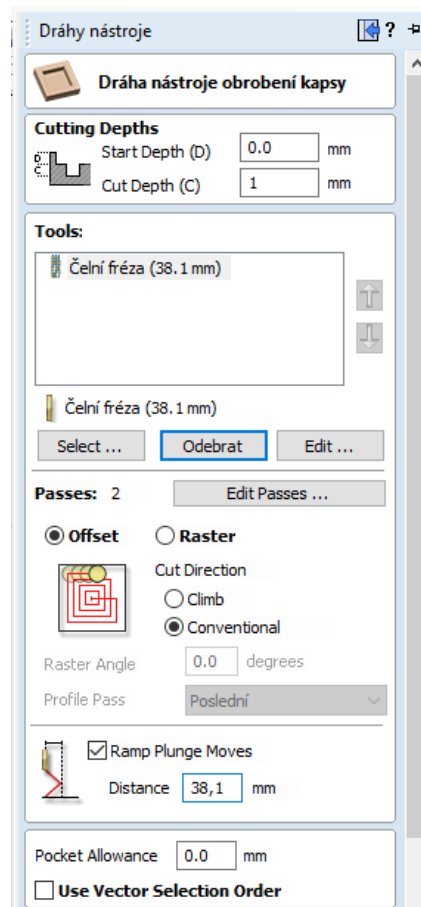 Dráhy nástroje ?
Dráha nástroje obrobení kapsy
Cutting Depths
Start Depth (D) 0.0 mm
Cut Depth (C) 1 mm
D
C
Tools:
Čelní fréza (38.1 mm)
Čelní fréza (38.1 mm)
Select ... Odebrat Edit ...
Passes: 2 Edit Passes ...
Offset Raster
Cut Direction
Climb
Conventional
Raster Angle 0.0 degrees
Profile Pass Poslední
Ramp Plunge Moves
Distance 38,1 mm
Pocket Allowance 0.0 mm
Use Vector Selection Order